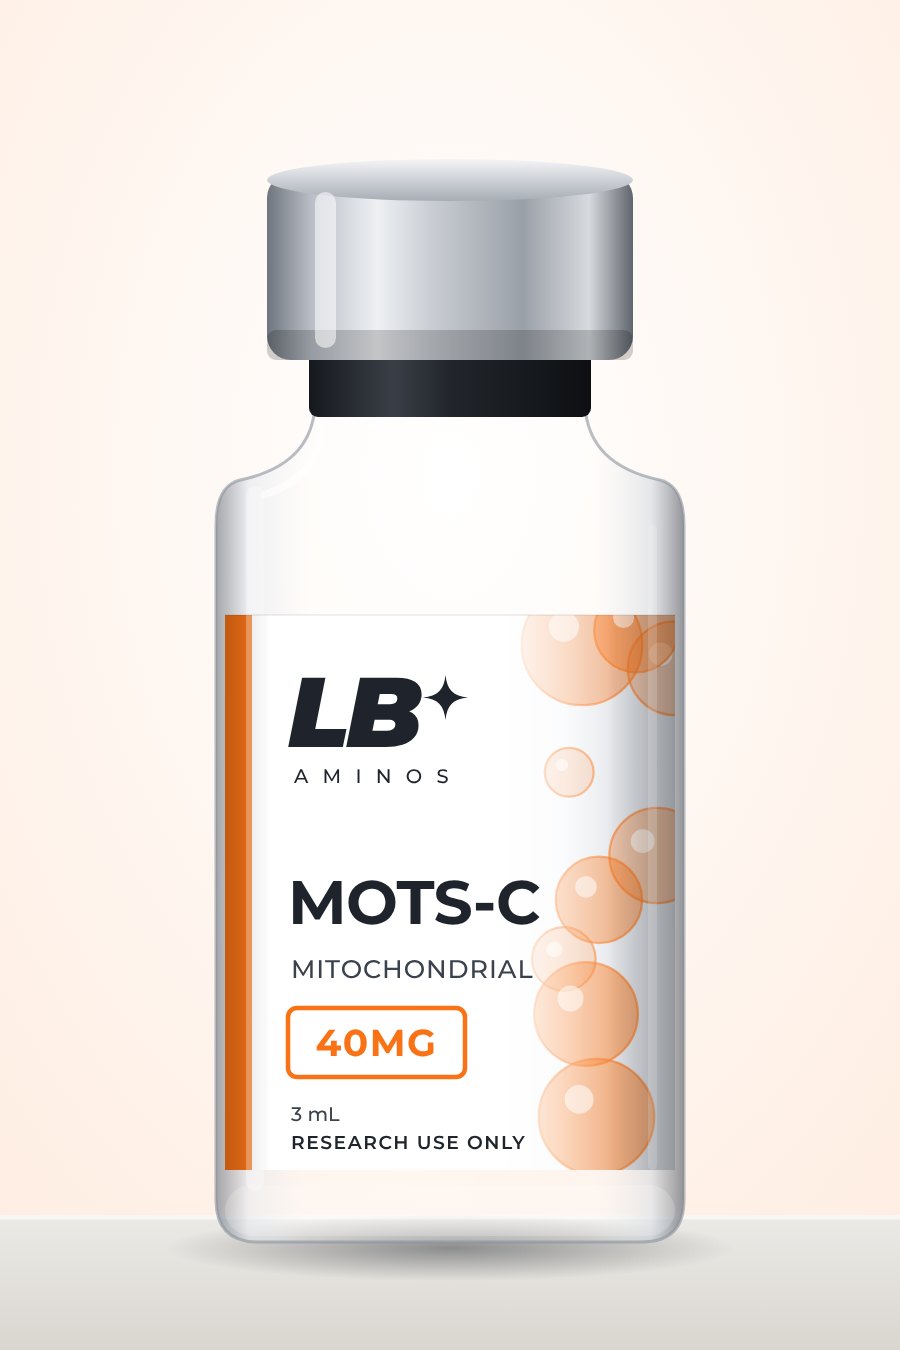 LB
AMINOS
MOTS-C
MITOCHONDRIAL
40MG
3 mL
RESEARCH USE ONLY